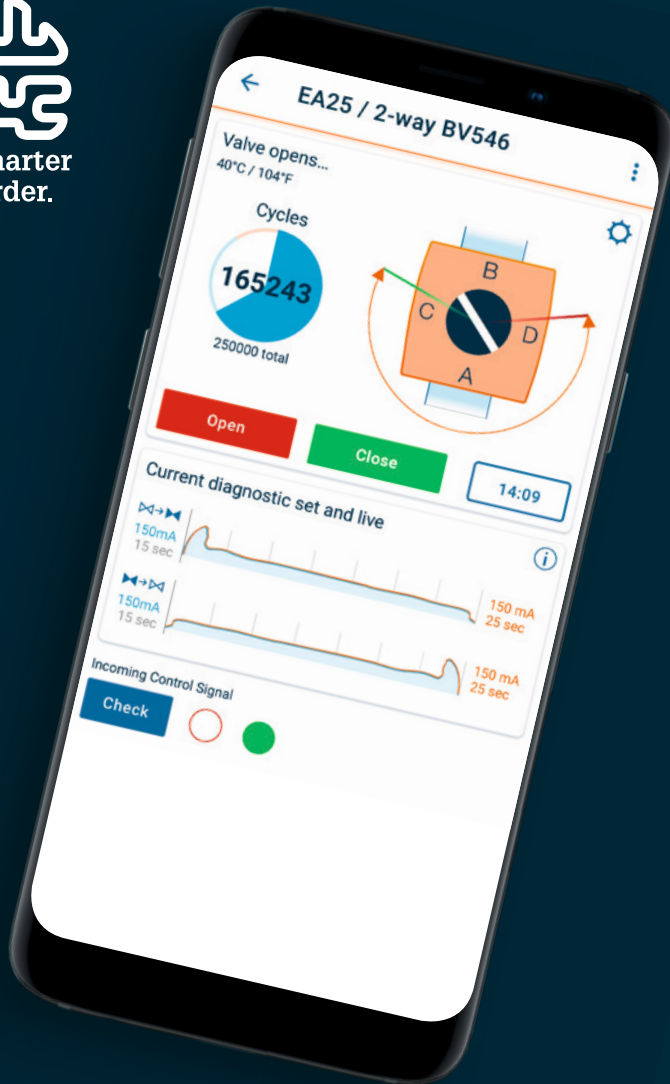 EA25 / 2-way BV546
Valve opens...
40°C / 104°F
Cycles
165243
250000 total
B
C
D
A
Open
Close
14:09
Current diagnostic set and live
150mA
15 sec
150 mA
25 sec
150mA
15 sec
150 mA
25 sec
Incoming Control Signal
Check